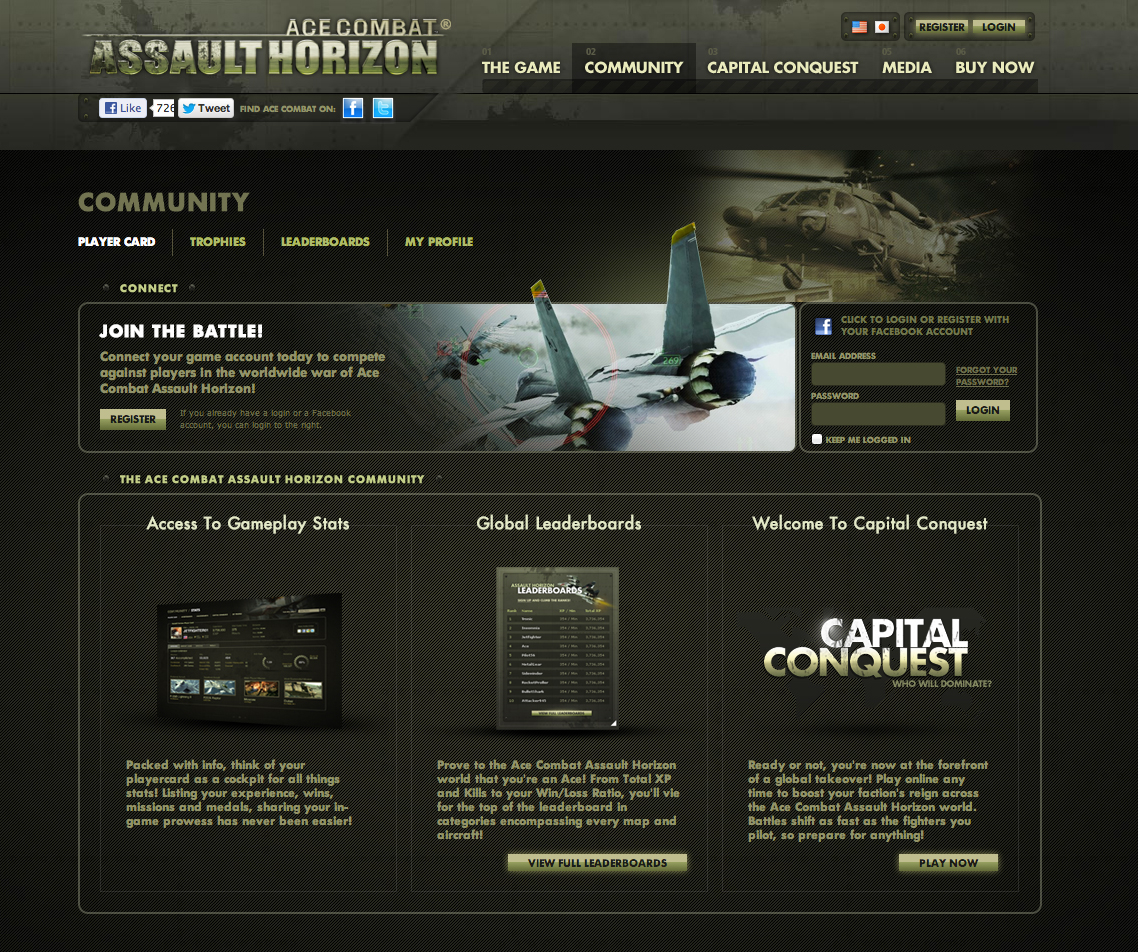 ACE COMBAT®
ASSAULT HORIZON
REGISTER
LOGIN
01
THE GAME
02
COMMUNITY
03
CAPITAL CONQUEST
05
MEDIA
06
BUY NOW
Like
726
Tweet
FIND ACE COMBAT ON:
COMMUNITY
PLAYER CARD
TROPHIES
LEADERBOARDS
MY PROFILE
CONNECT
JOIN THE BATTLE!
Connect your game account today to compete
against players in the worldwide war of Ace
Combat Assault Horizon!
REGISTER
If you already have a login or a Facebook
account, you can login to the right.
269
CLICK TO LOGIN OR REGISTER WITH
YOUR FACEBOOK ACCOUNT
EMAIL ADDRESS
FORGOT YOUR
PASSWORD?
PASSWORD
LOGIN
KEEP ME LOGGED IN
THE ACE COMBAT ASSAULT HORIZON COMMUNITY
Access To Gameplay Stats
Packed with info, think of your
playercard as a cockpit for all things
stats! Listing your experience, wins,
missions and medals, sharing your in-
game prowess has never been easier!
Global Leaderboards
ASSAULT HORIZON
LEADERBOARDS
VIEW FULL LEADERBOARDS
Prove to the Ace Combat Assault Horizon
world that you're an Ace! From Total XP
and Kills to your Win/Loss Ratio, you'll vie
for the top of the leaderboard in
categories encompassing every map and
aircraft!
VIEW FULL LEADERBOARDS
Welcome To Capital Conquest
CAPITAL
CONQUEST
WHO WILL DOMINATE?
Ready or not, you're now at the forefront
of a global takeover! Play online any
time to boost your faction's reign across
the Ace Combat Assault Horizon world.
Battles shift as fast as the fighters you
pilot, so prepare for anything!
PLAY NOW